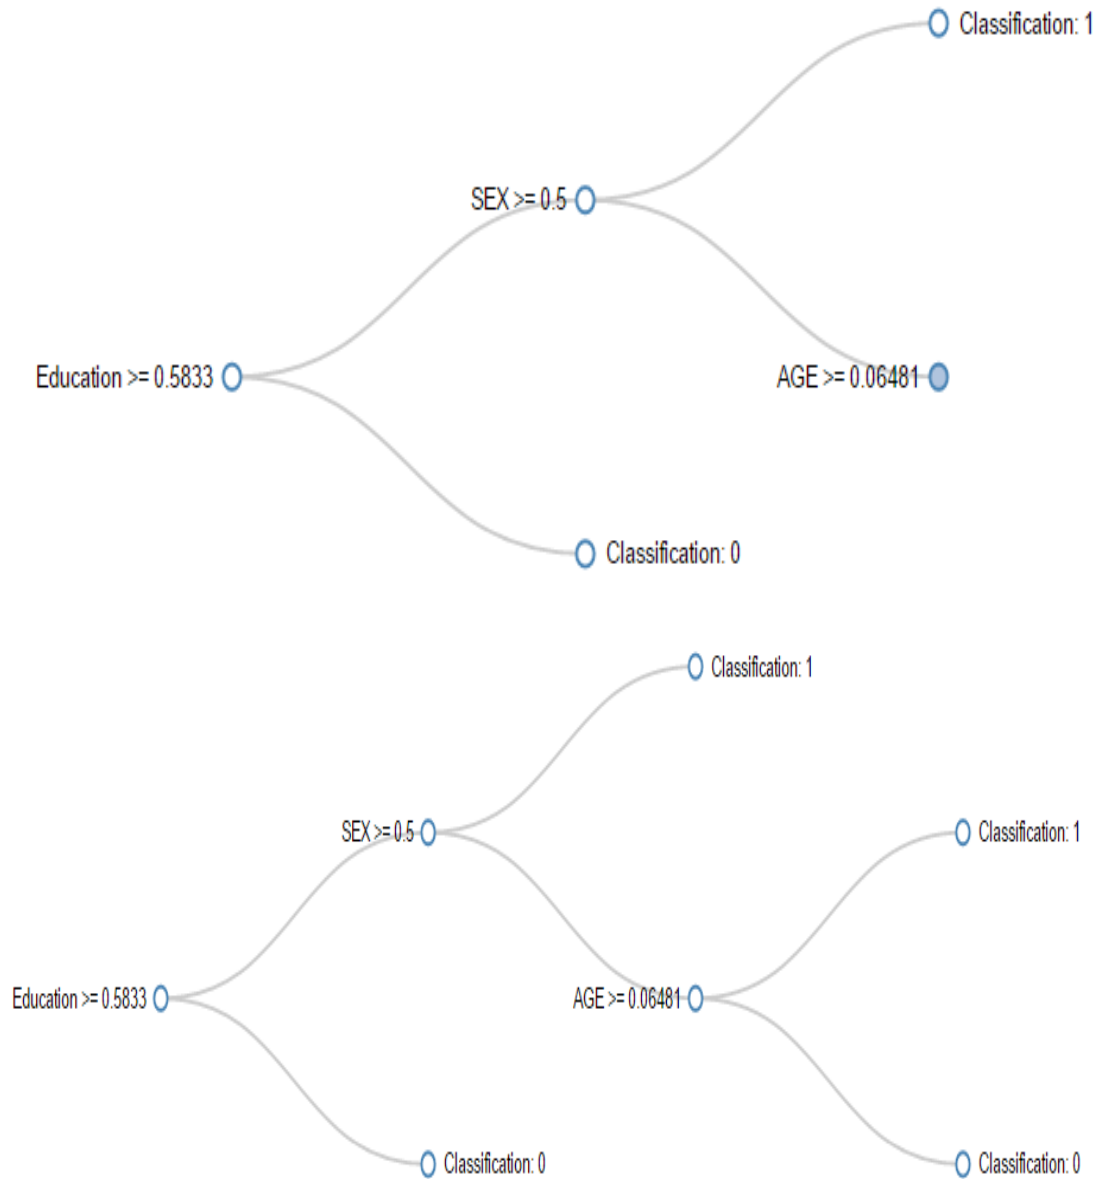 Classification: 1
SEX >= 0.5
Education >= 0.5833
AGE >= 0.06481
Classification: 0
Classification: 1
SEX >= 0.5
Classification: 1
Education >= 0.5833
AGE >= 0.06481
Classification: 0
Classification: 0